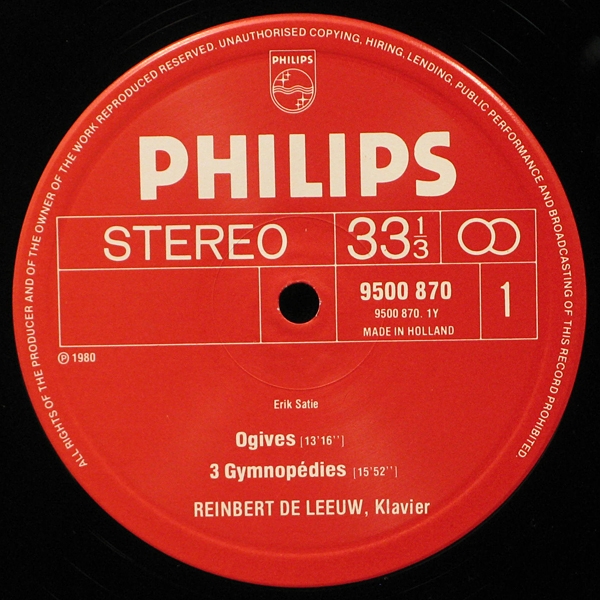 ALL RIGHTS OF THE PRODUCER AND OF THE OWNER OF THE WORK REPRODUCED RESERVED. UNAUTHORISED COPYING, HIRING, LENDING, PUBLIC PERFORMANCE AND BROADCASTING OF THIS RECORD PROHIBITED.
PHILIPS
PHILIPS
STEREO 33 1/3
9500 870 1
9500 870. 1Y
MADE IN HOLLAND
℗ 1980
Erik Satie
Ogives [13'16'']
3 Gymnopédies [15'52'']
REINBERT DE LEEUW, Klavier